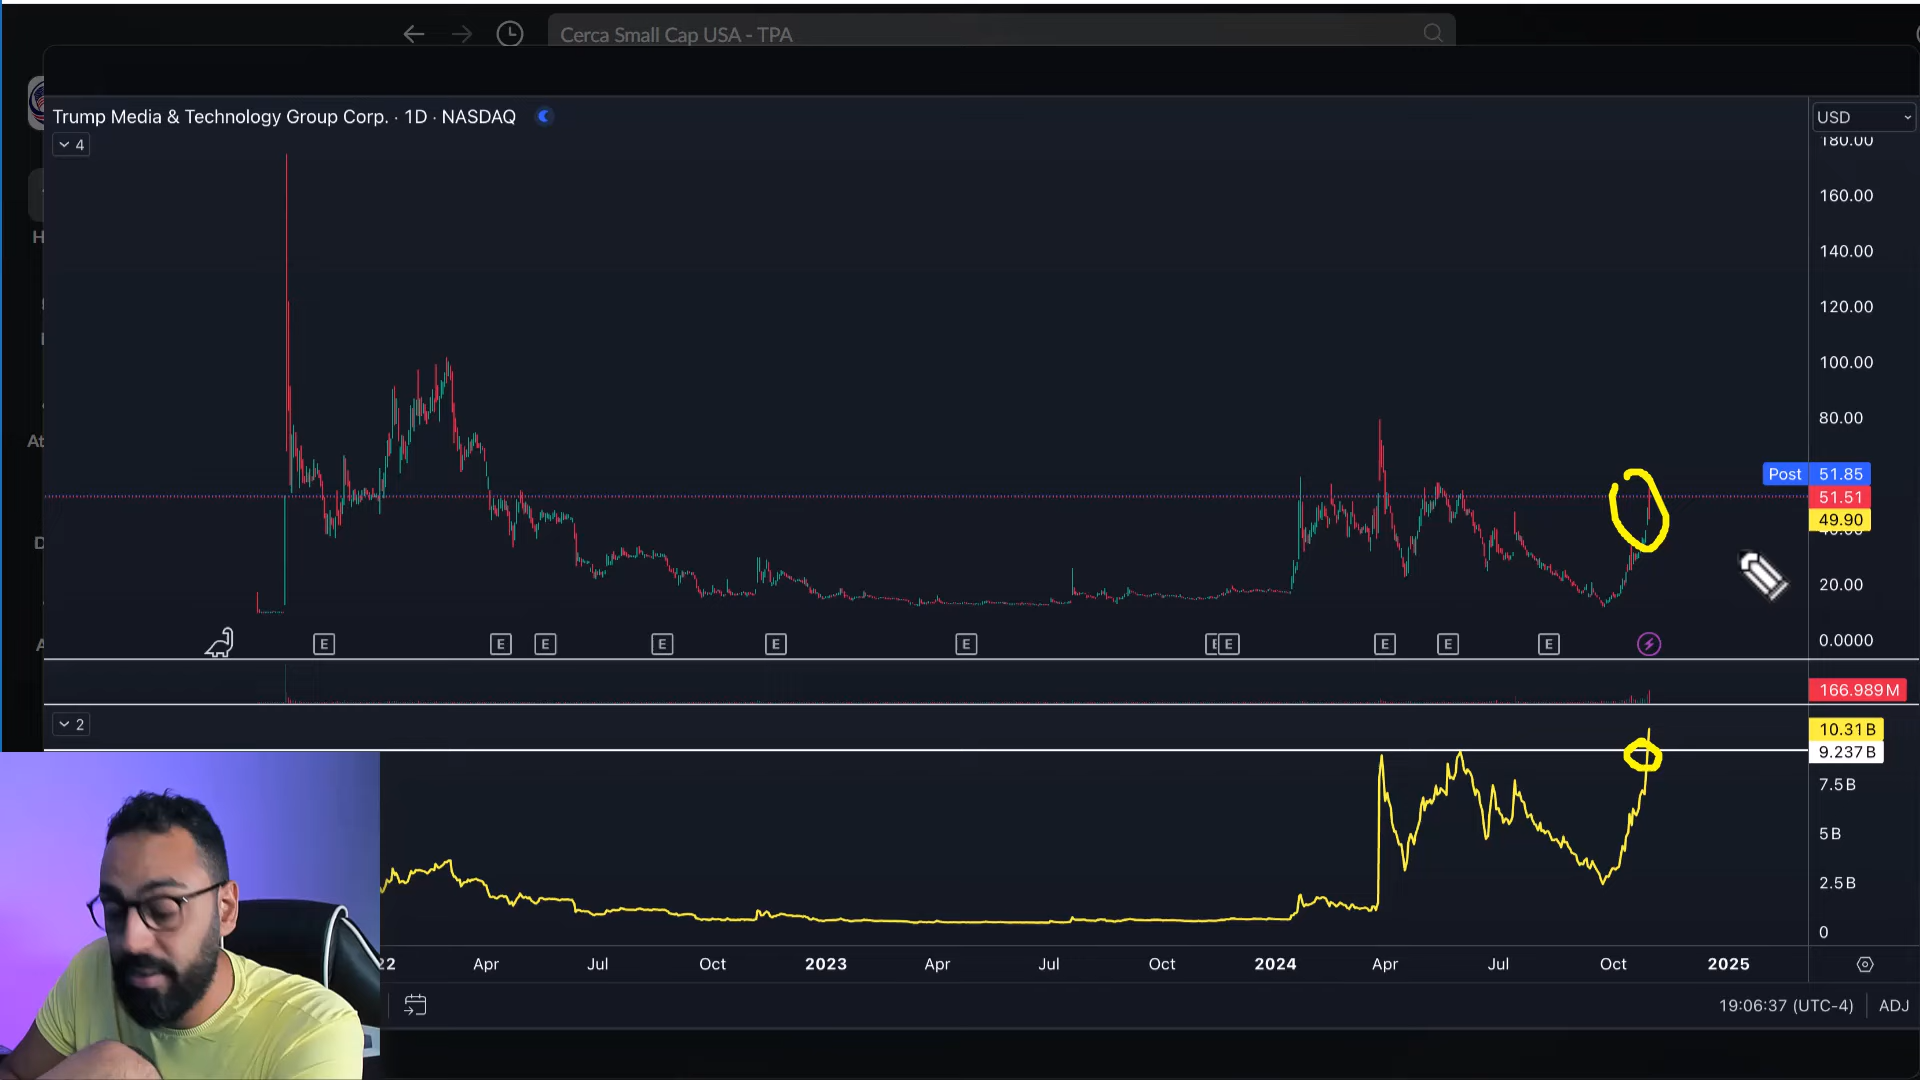 Cerca Small Cap USA - TPA
Trump Media & Technology Group Corp. · 1D · NASDAQ
USD
4
180.00
160.00
140.00
120.00
100.00
80.00
Post 51.85
51.51
49.90
20.00
0.0000
E E E E E E E E E E
166.989M
2
10.31B
9.237B
7.5B
5B
2.5B
0
22 Apr Jul Oct 2023 Apr Jul Oct 2024 Apr Jul Oct 2025
19:06:37 (UTC-4) ADJ
H
At
D
A